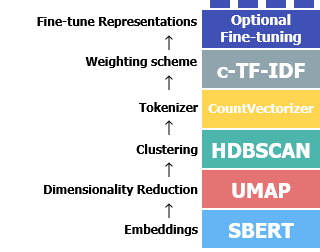 Fine-tune Representations
Optional
Fine-tuning
Weighting scheme
c-TF-IDF
Tokenizer
CountVectorizer
Clustering
HDBSCAN
Dimensionality Reduction
UMAP
Embeddings
SBERT